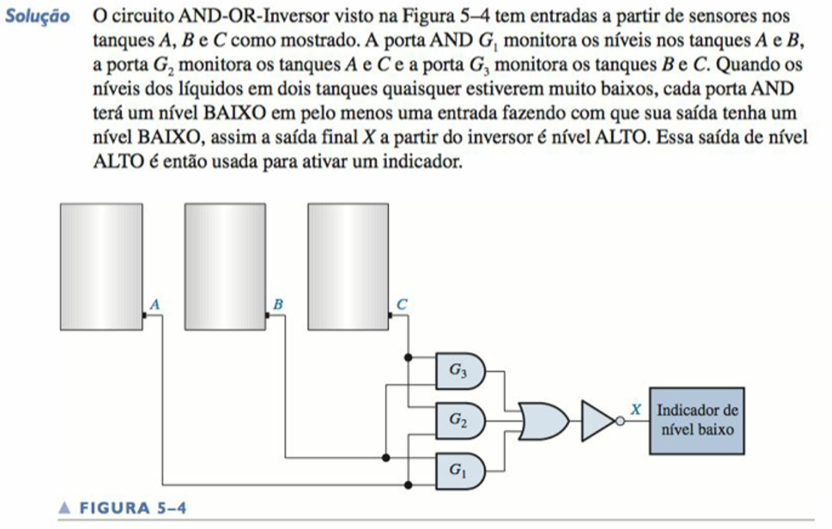 Solução O circuito AND-OR-Inversor visto na Figura 5–4 tem entradas a partir de sensores nos
tanques A, B e C como mostrado. A porta AND G₁ monitora os níveis nos tanques A e B,
a porta G₂ monitora os tanques A e C e a porta G₃ monitora os tanques B e C. Quando os
níveis dos líquidos em dois tanques quaisquer estiverem muito baixos, cada porta AND
terá um nível BAIXO em pelo menos uma entrada fazendo com que sua saída tenha um
nível BAIXO, assim a saída final X a partir do inversor é nível ALTO. Essa saída de nível
ALTO é então usada para ativar um indicador.
A
B
C
G₃
G₂
G₁
X
Indicador de
nível baixo
▲ FIGURA 5–4